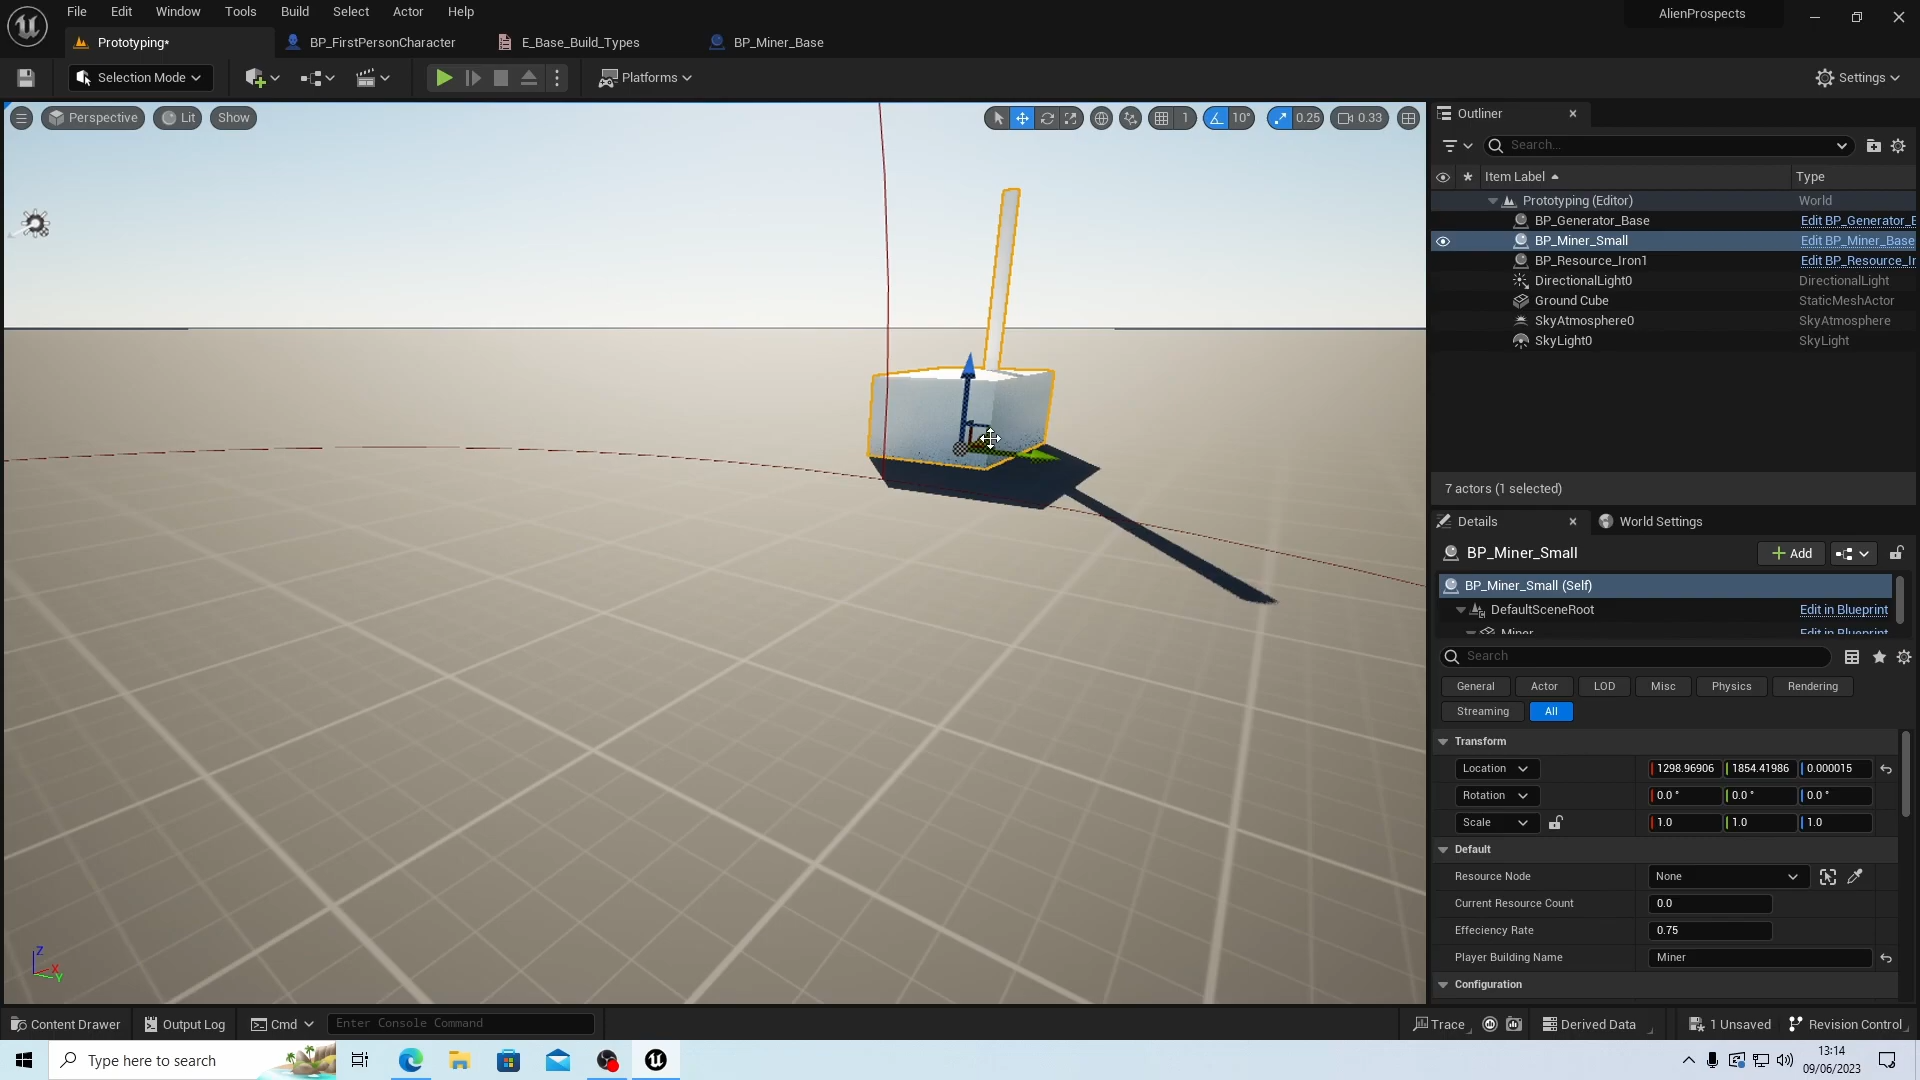 File Edit Window Tools Build Select Actor Help
AlienProspects
Prototyping*
BP_FirstPersonCharacter
E_Base_Build_Types
BP_Miner_Base
Selection Mode
Platforms
Settings
Perspective
Lit
Show
1
10°
0.25
0.33
Outliner
Search...
Item Label
Type
Prototyping (Editor)
World
BP_Generator_Base
Edit BP_Generator_E
BP_Miner_Small
Edit BP_Miner_Base
BP_Resource_Iron1
Edit BP_Resource_Ir
DirectionalLight0
DirectionalLight
Ground Cube
StaticMeshActor
SkyAtmosphere0
SkyAtmosphere
SkyLight0
SkyLight
7 actors (1 selected)
Details
World Settings
BP_Miner_Small
Add
BP_Miner_Small (Self)
DefaultSceneRoot
Edit in Blueprint
Miner
Edit in Blueprint
Search
General
Actor
LOD
Misc
Physics
Rendering
Streaming
All
Transform
Location
1298.96906
1854.41986
0.000015
Rotation
0.0 °
0.0 °
0.0 °
Scale
1.0
1.0
1.0
Default
Resource Node
None
Current Resource Count
0.0
Effeciency Rate
0.75
Player Building Name
Miner
Configuration
Z
X
Y
Content Drawer
Output Log
Cmd
Enter Console Command
Trace
Derived Data
1 Unsaved
Revision Control
Type here to search
13:14
09/06/2023